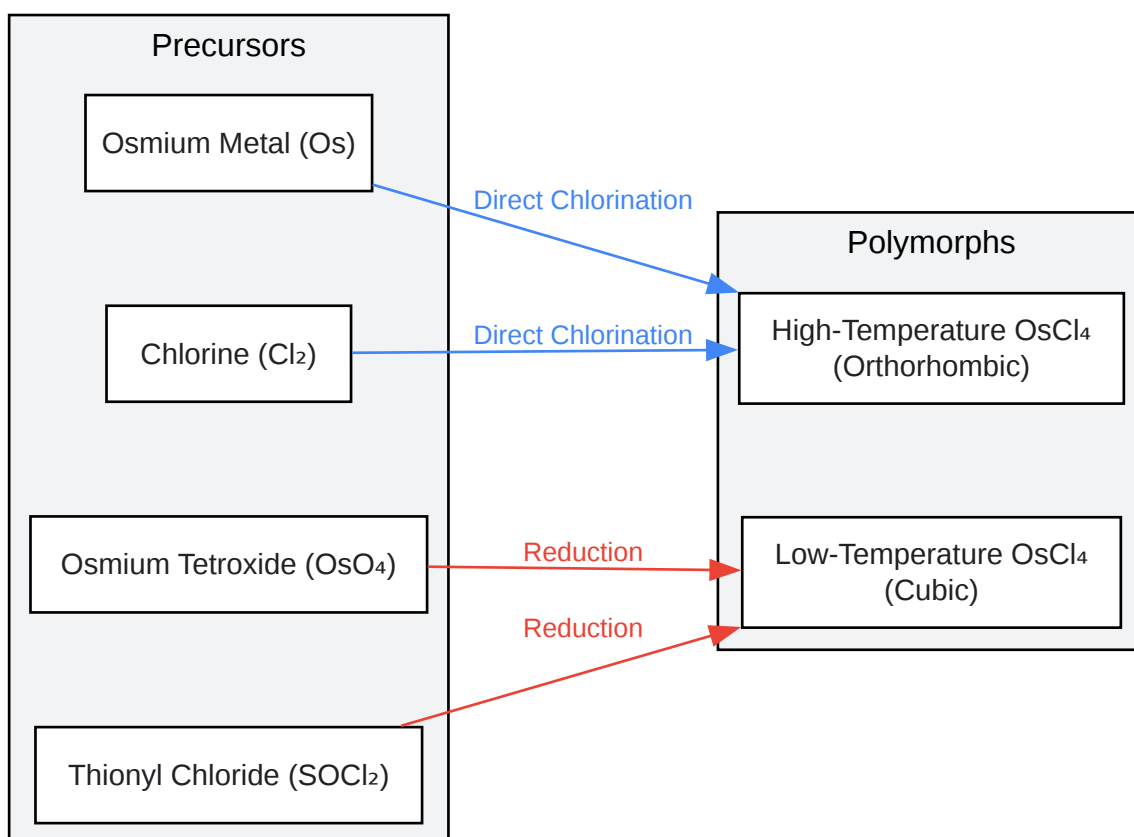 Precursors
Osmium Metal (Os)
Direct Chlorination
Polymorphs
High-Temperature OsCl₄
(Orthorhombic)
Chlorine (Cl₂)
Direct Chlorination
Osmium Tetroxide (OsO₄)
Reduction
Low-Temperature OsCl₄
(Cubic)
Reduction
Thionyl Chloride (SOCl₂)